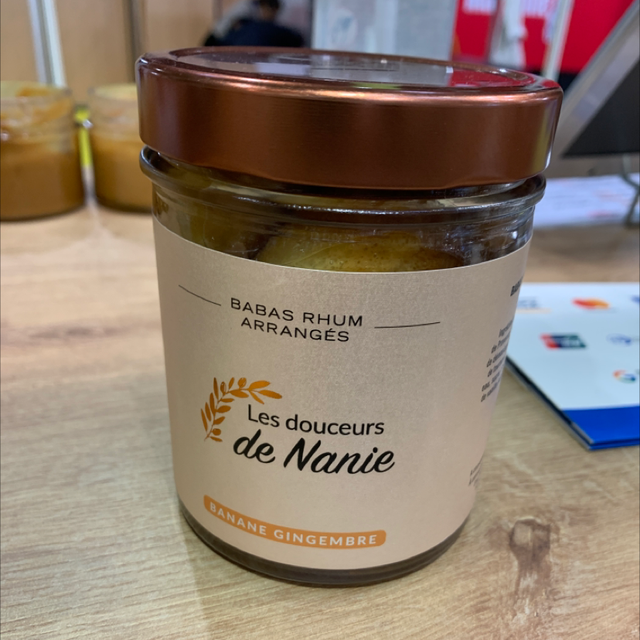 BABAS RHUM
ARRANGÉS
Les douceurs
de Nanie
BANANE GINGEMBRE